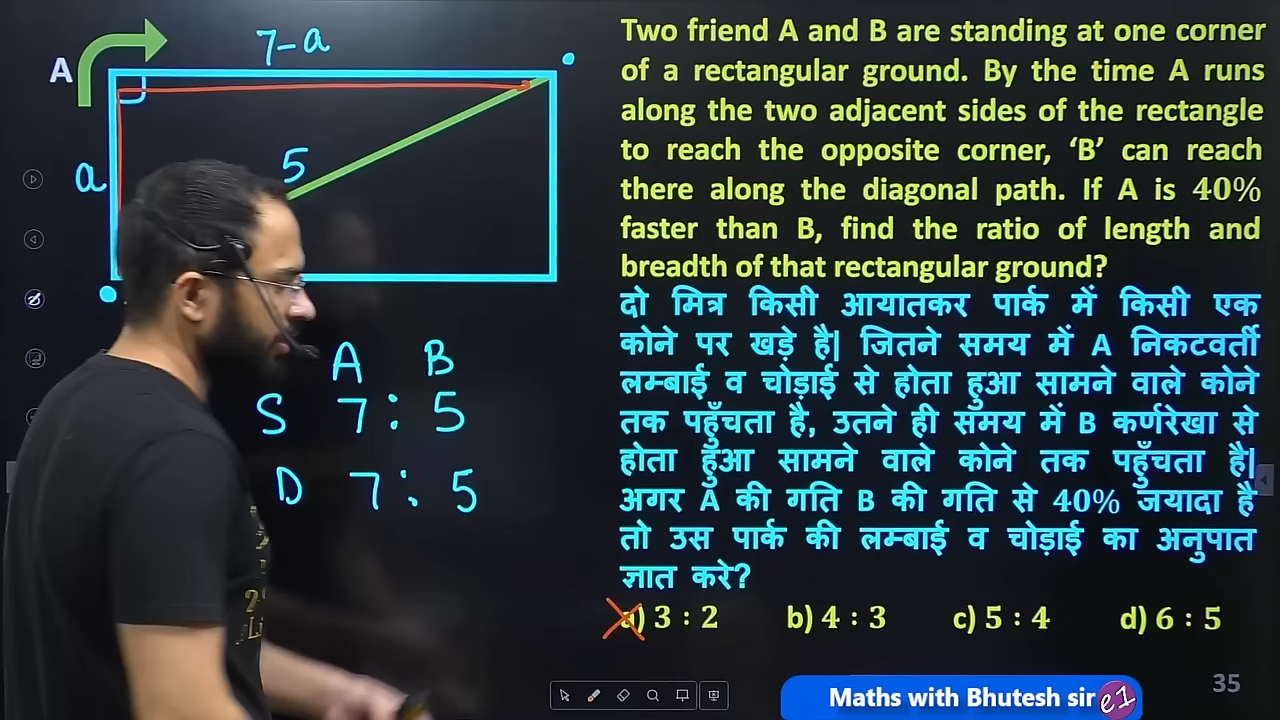 A
7-a
a
5
A B
S 7 : 5
D 7 : 5
Two friend A and B are standing at one corner
of a rectangular ground. By the time A runs
along the two adjacent sides of the rectangle
to reach the opposite corner, ‘B’ can reach
there along the diagonal path. If A is 40%
faster than B, find the ratio of length and
breadth of that rectangular ground?
दो मित्र किसी आयातकर पार्क में किसी एक
कोने पर खड़े है| जितने समय में A निकटवर्ती
लम्बाई व चोड़ाई से होता हुआ सामने वाले कोने
तक पहुँचता है, उतने ही समय में B कर्णरेखा से
होता हुआ सामने वाले कोने तक पहुँचता है|
अगर A की गति B की गति से 40% जयादा है
तो उस पार्क की लम्बाई व चोड़ाई का अनुपात
ज्ञात करे?
a) 3 : 2 b) 4 : 3 c) 5 : 4 d) 6 : 5
Maths with Bhutesh sir e1
35